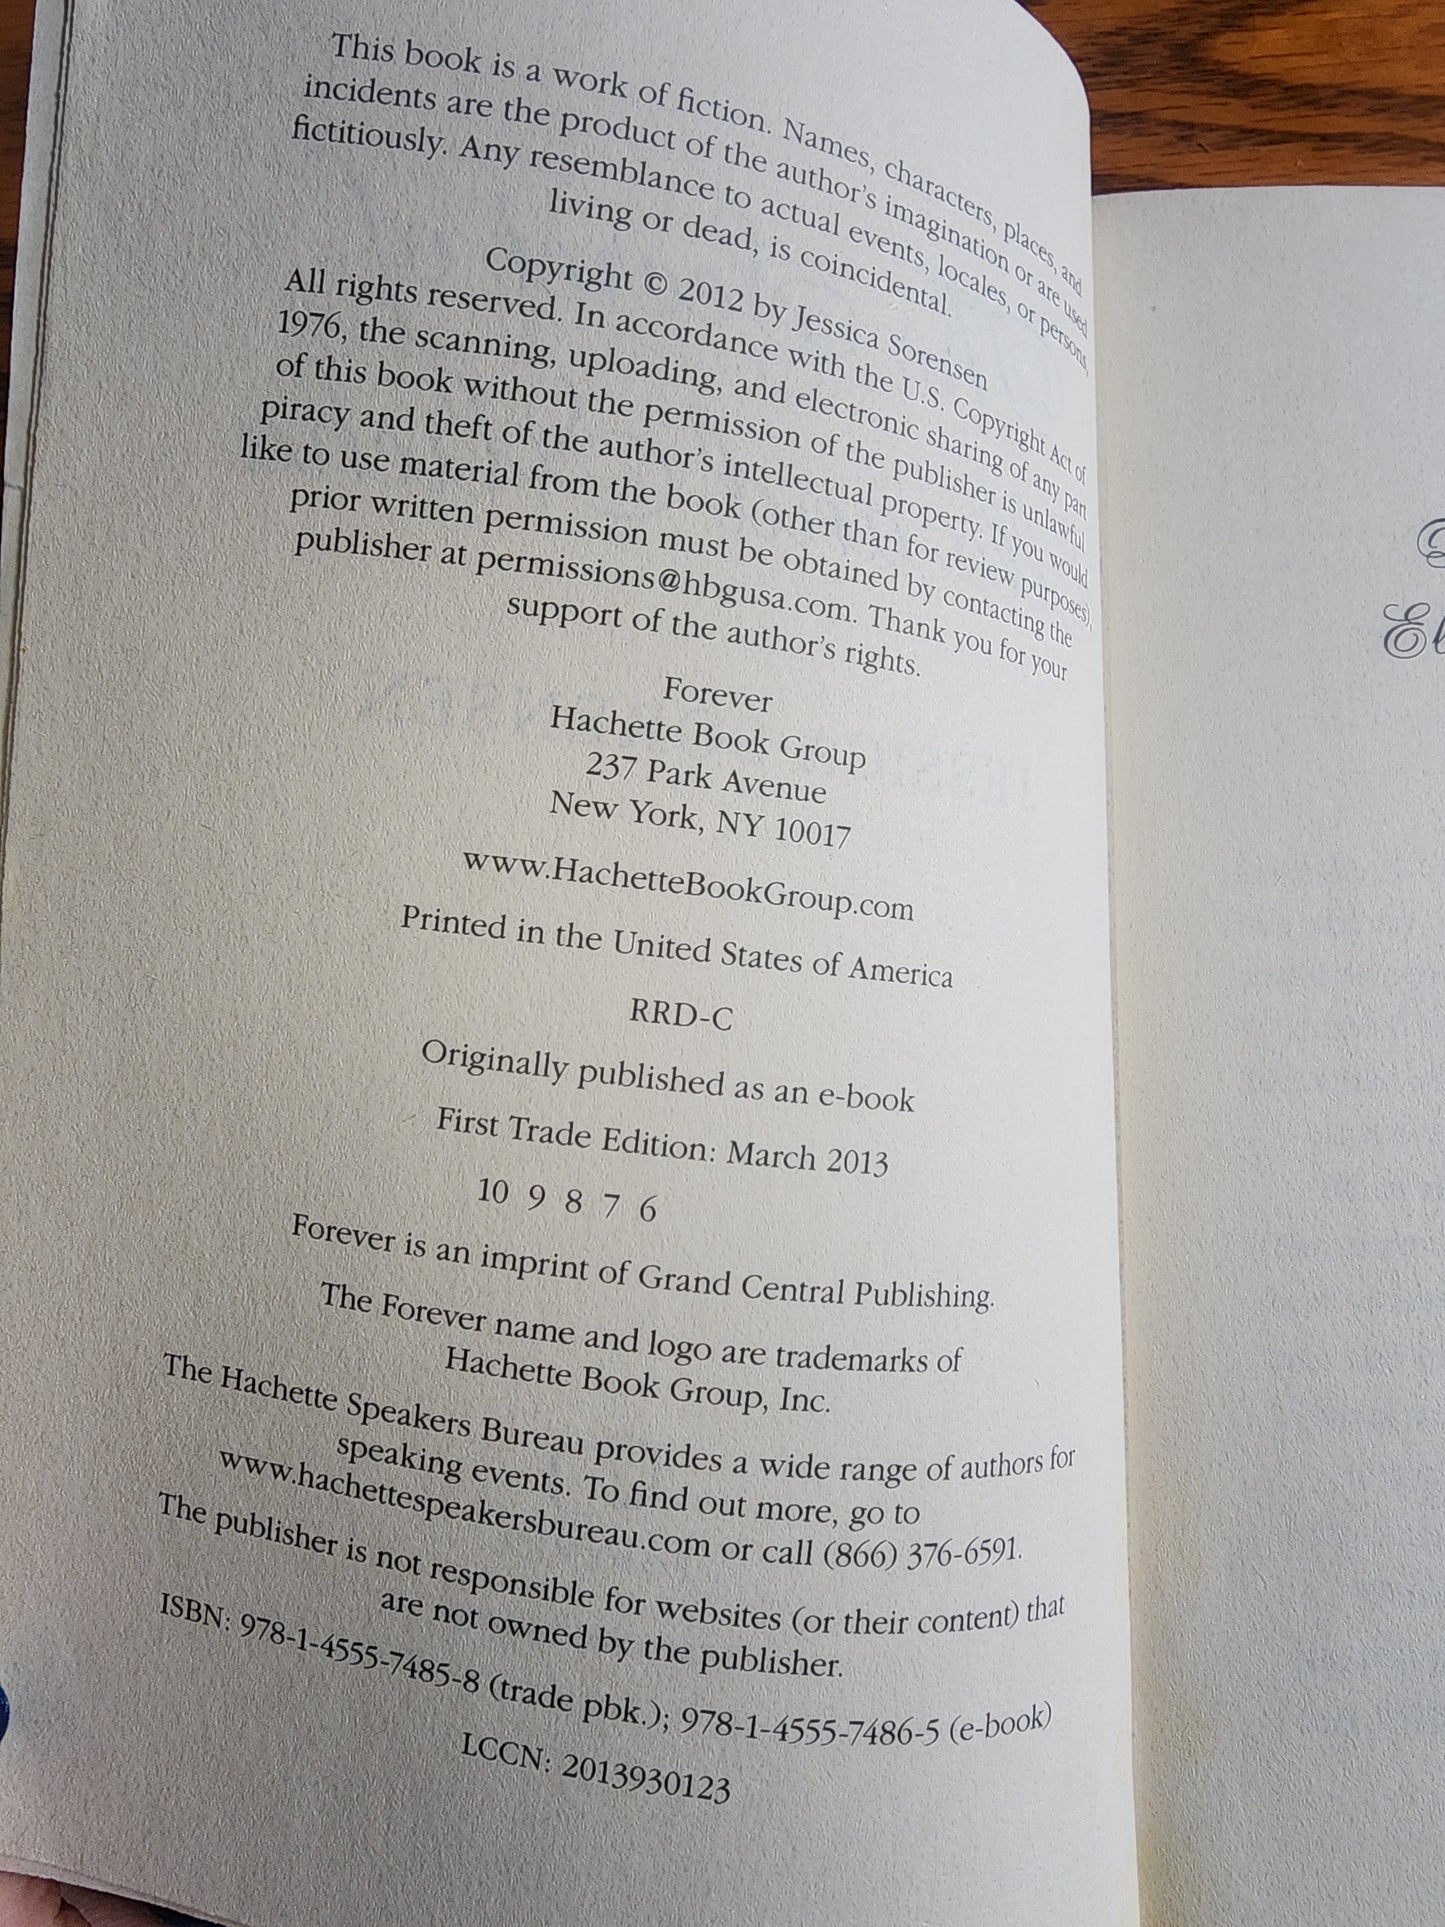 This book is a work of fiction. Names, characters, places, and
incidents are the product of the author's imagination or are used
fictitiously. Any resemblance to actual events, locales, or persons,
living or dead, is coincidental.
Copyright © 2012 by Jessica Sorensen
All rights reserved. In accordance with the U.S. Copyright Act of
1976, the scanning, uploading, and electronic sharing of any part
of this book without the permission of the publisher is unlawful
piracy and theft of the author's intellectual property. If you would
like to use material from the book (other than for review purposes),
prior written permission must be obtained by contacting the
publisher at permissions@hbgusa.com. Thank you for your
support of the author's rights.
Forever
Hachette Book Group
237 Park Avenue
New York, NY 10017
www.HachetteBookGroup.com
Printed in the United States of America
RRD-C
Originally published as an e-book
First Trade Edition: March 2013
10 9 8 7 6
Forever is an imprint of Grand Central Publishing.
The Forever name and logo are trademarks of
Hachette Book Group, Inc.
The Hachette Speakers Bureau provides a wide range of authors for
speaking events. To find out more, go to
www.hachettespeakersbureau.com or call (866) 376-6591.
The publisher is not responsible for websites (or their content) that
are not owned by the publisher.
ISBN: 978-1-4555-7485-8 (trade pbk.); 978-1-4555-7486-5 (e-book)
LCCN: 2013930123
El